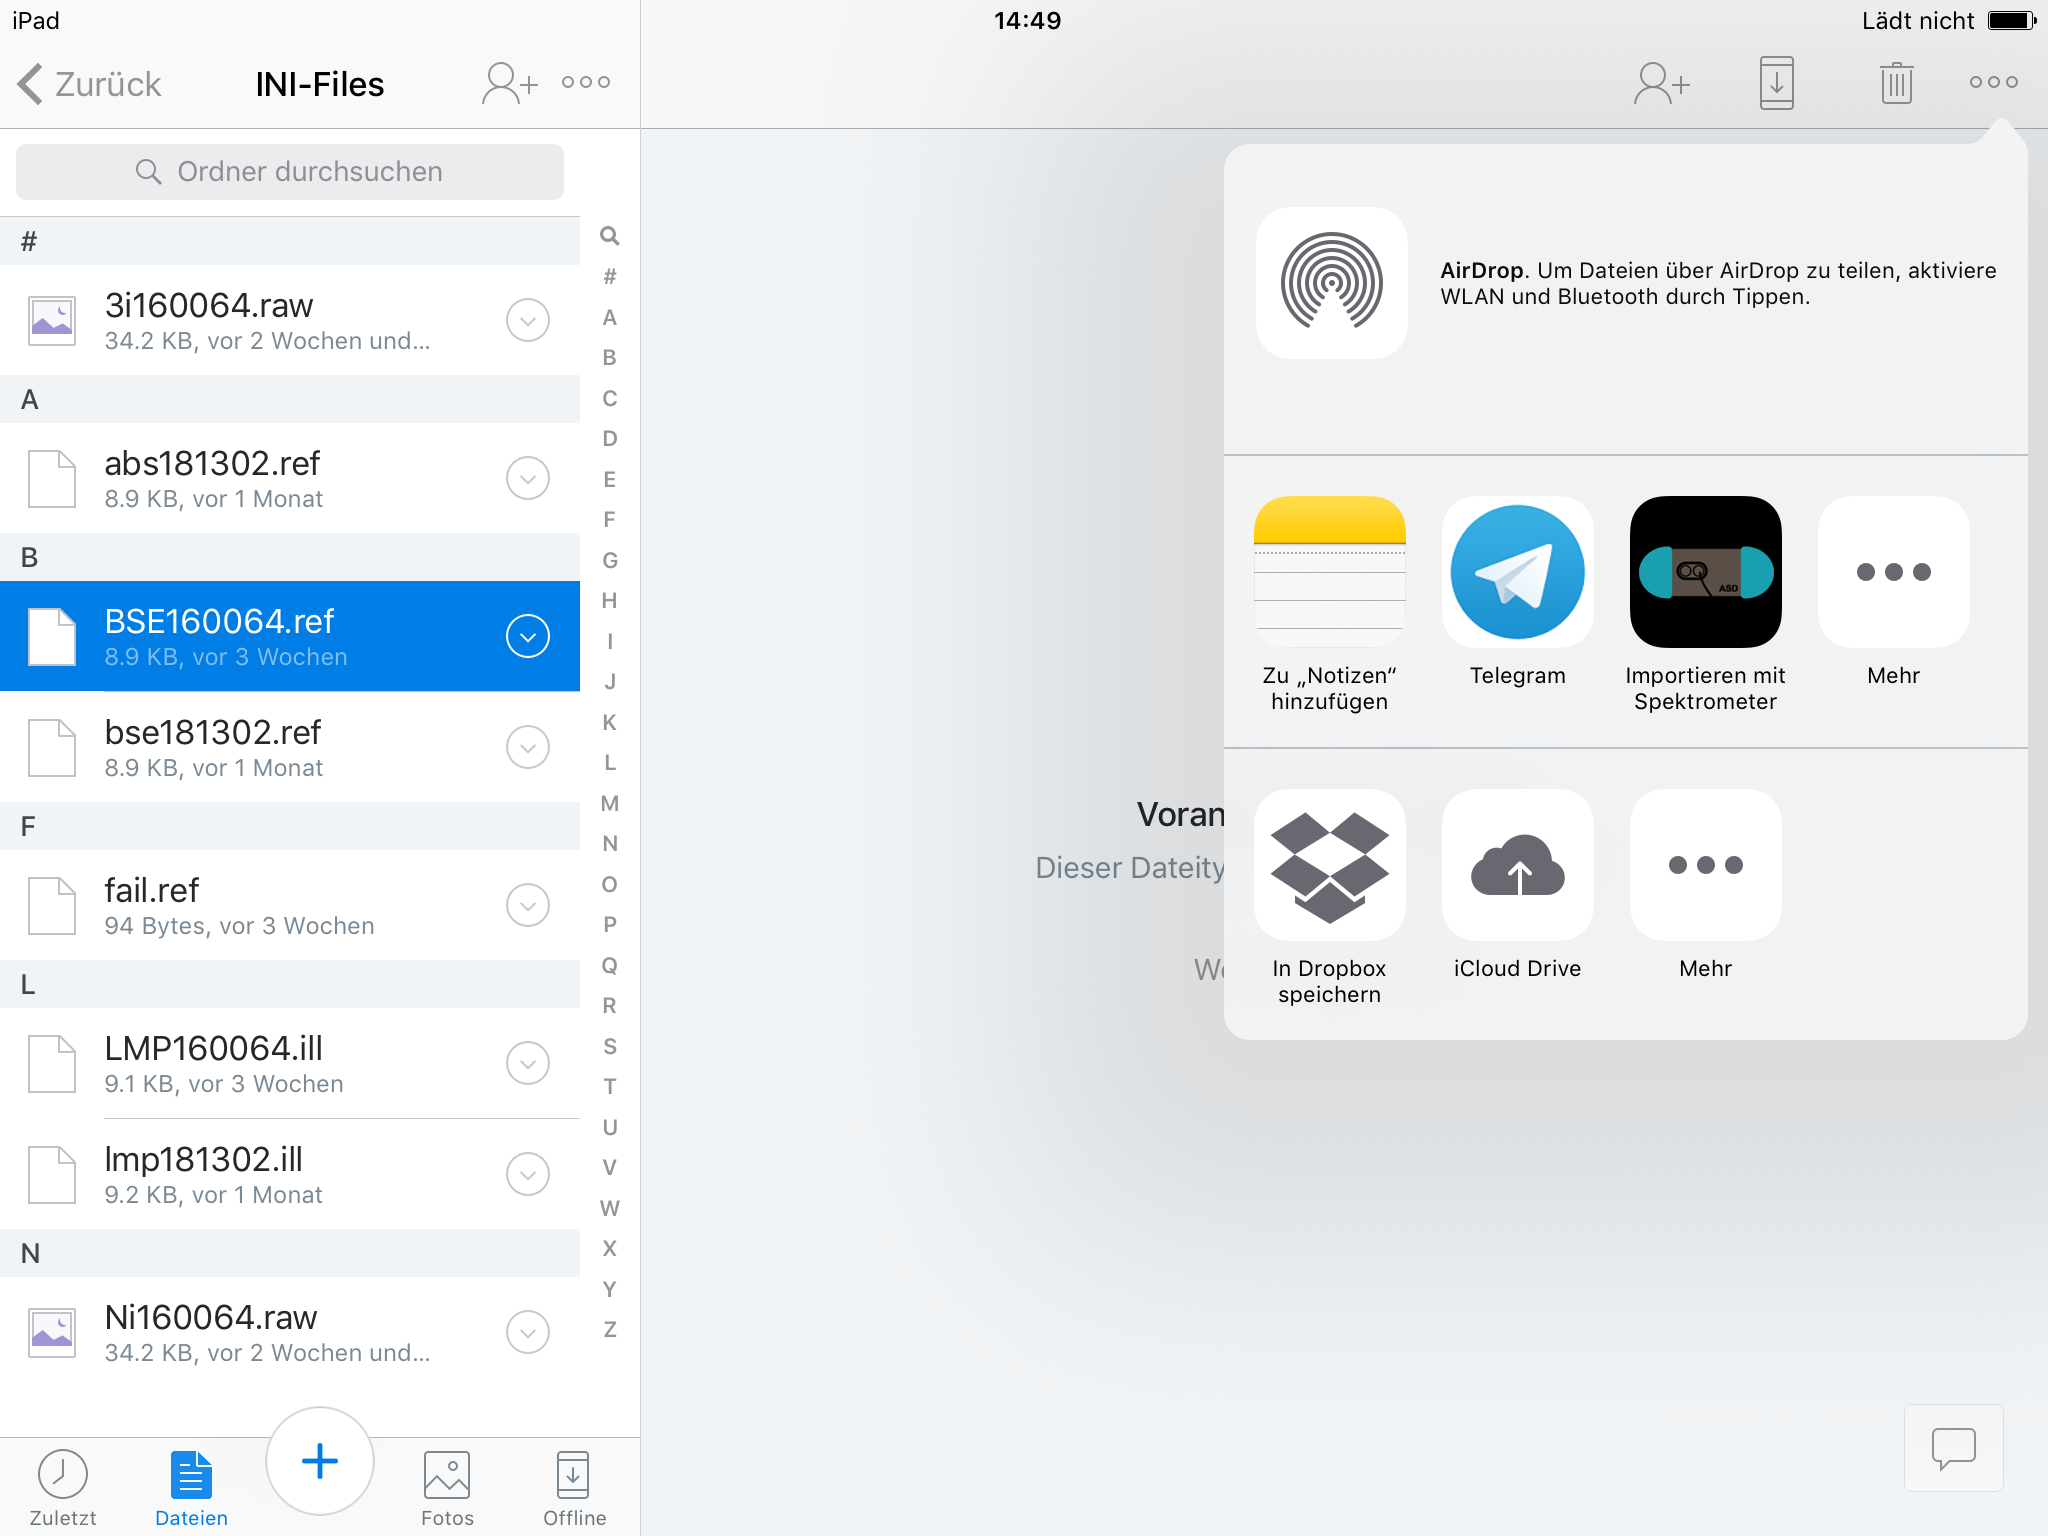 iPad
14:49
Lädt nicht
Zurück
INI-Files
Ordner durchsuchen
#
3i160064.raw
34.2 KB, vor 2 Wochen und...
A
abs181302.ref
8.9 KB, vor 1 Monat
B
BSE160064.ref
8.9 KB, vor 3 Wochen
bse181302.ref
8.9 KB, vor 1 Monat
F
fail.ref
94 Bytes, vor 3 Wochen
L
LMP160064.ill
9.1 KB, vor 3 Wochen
lmp181302.ill
9.2 KB, vor 1 Monat
N
Ni160064.raw
34.2 KB, vor 2 Wochen und...
#
A
B
C
D
E
F
G
H
I
J
K
L
M
N
O
P
Q
R
S
T
U
V
W
X
Y
Z
Zuletzt
Dateien
Fotos
Offline
Voran
Dieser Dateity
AirDrop. Um Dateien über AirDrop zu teilen, aktiviere
WLAN und Bluetooth durch Tippen.
Zu „Notizen“
hinzufügen
Telegram
ASD
Importieren mit
Spektrometer
Mehr
In Dropbox
speichern
iCloud Drive
Mehr